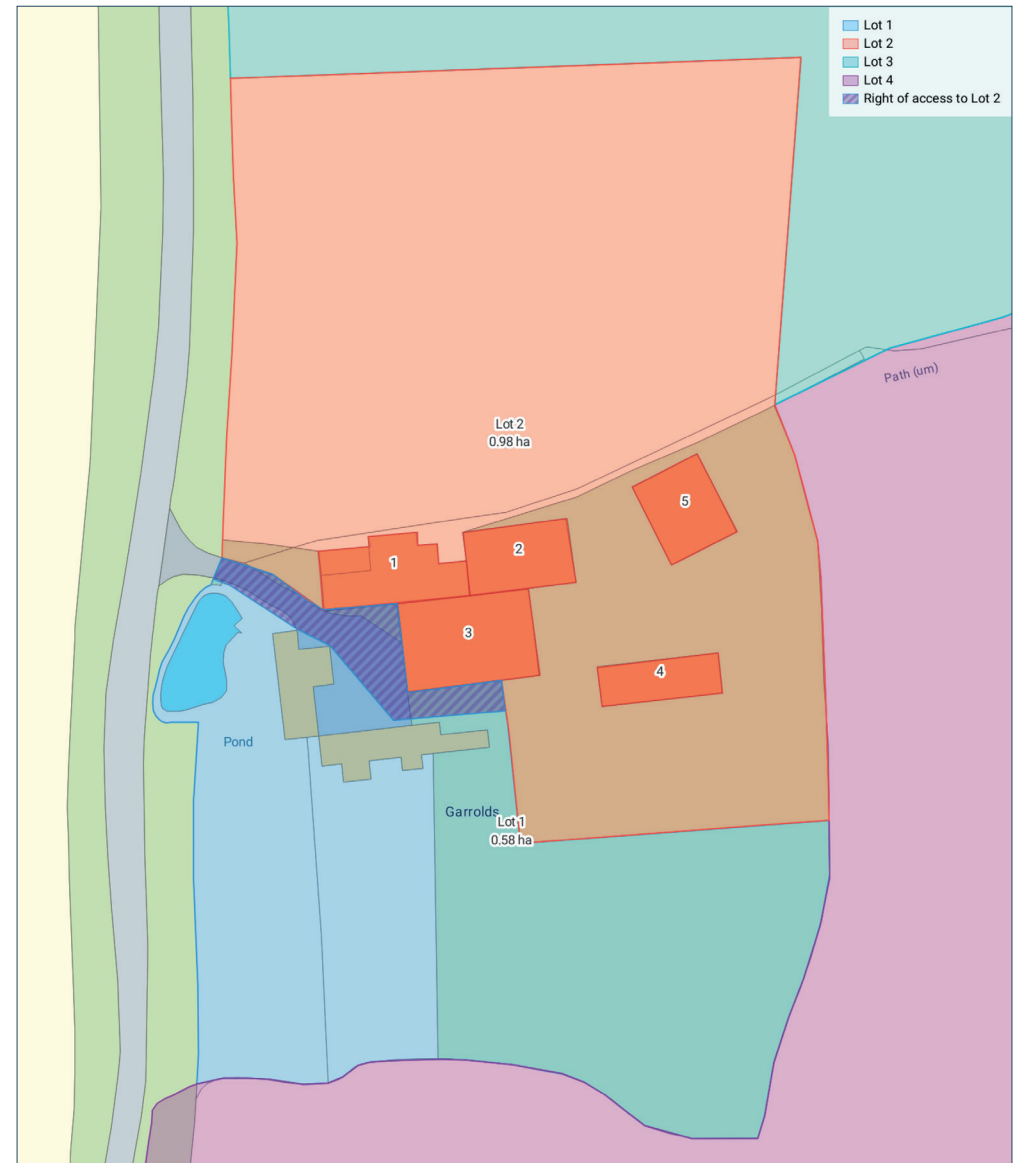 Lot 1
Lot 2
Lot 3
Lot 4
Right of access to Lot 2
Path (um)
Lot 2
0.98 ha
5
2
1
3
4
Pond
Garrolds
Lot 1
0.58 ha